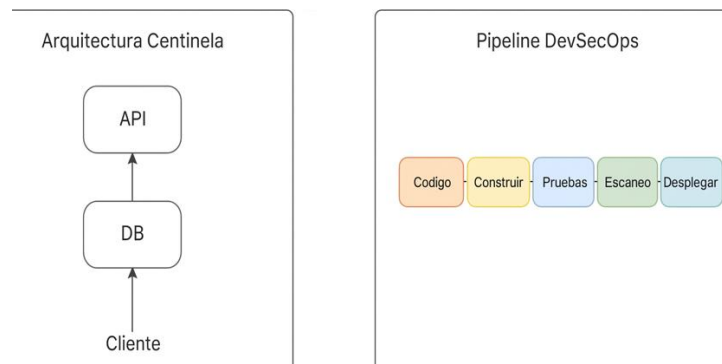 Arquitectura Centinela
API
DB
Cliente
Pipeline DevSecOps
Codigo
Construir
Pruebas
Escaneo
Desplegar